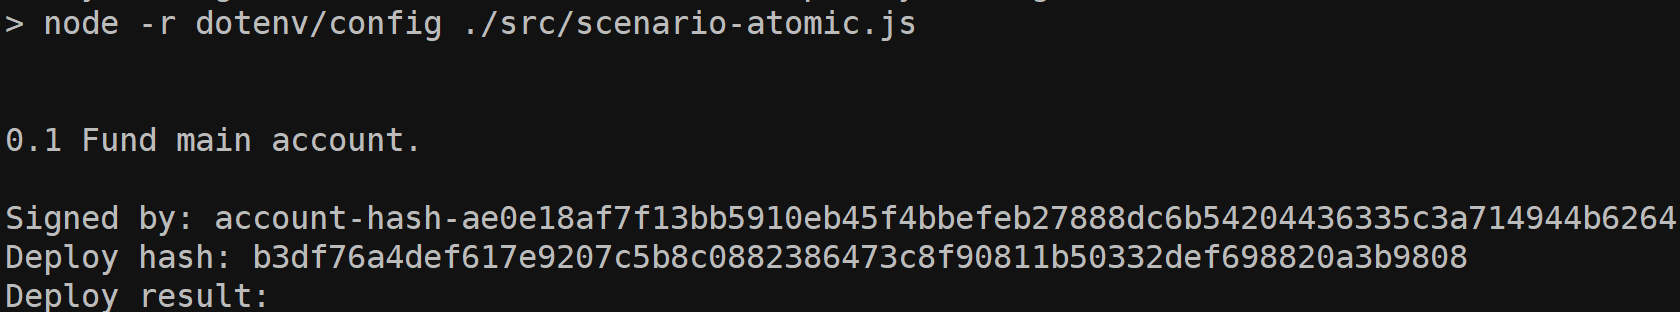 > node -r dotenv/config ./src/scenario-atomic.js
0.1 Fund main account.
Signed by: account-hash-ae0e18af7f13bb5910eb45f4bbefeb27888dc6b54204436335c3a714944b6264
Deploy hash: b3df76a4def617e9207c5b8c0882386473c8f90811b50332def698820a3b9808
Deploy result: